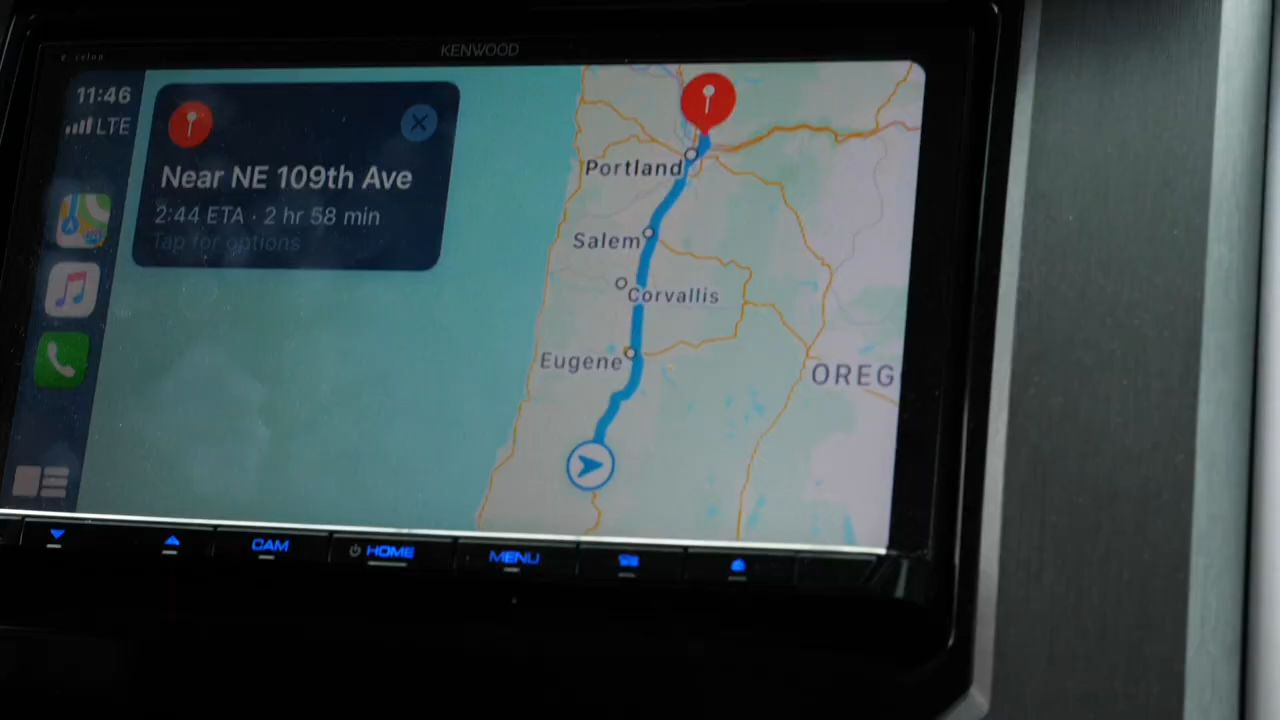 KENWOOD
11:46
LTE
Near NE 109th Ave
2:44 ETA · 2 hr 58 min
Tap for options
Portland
Salem
Corvallis
Eugene
OREG
CAM
HOME
MENU